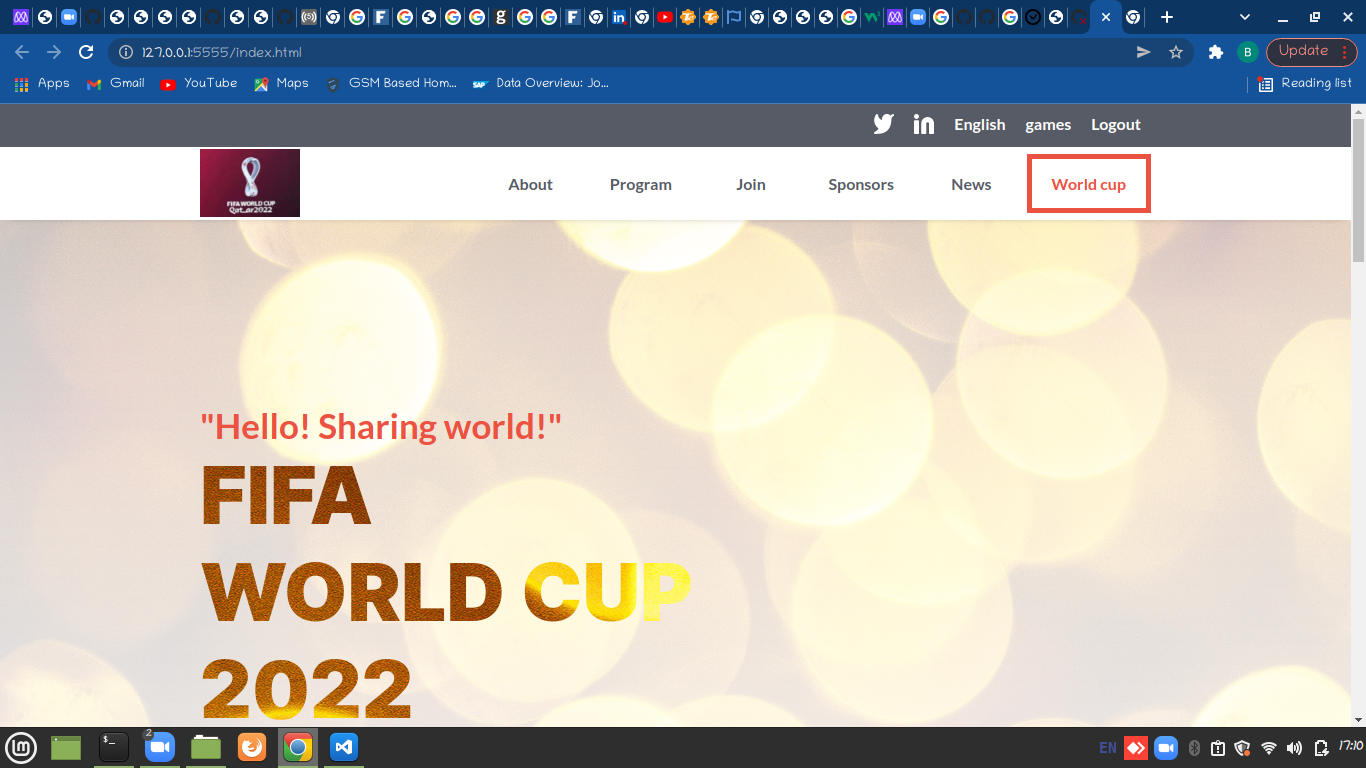 Update
127.0.0.1:5555/index.html
B
Apps
Gmail
YouTube
Maps
GSM Based Hom...
Data Overview: Jo...
Reading list
English
games
Logout
FIFA WORLD CUP
Qat_ar2022
About
Program
Join
Sponsors
News
World cup
"Hello! Sharing world!"
FIFA
WORLD CUP
2022
2
EN
17:10